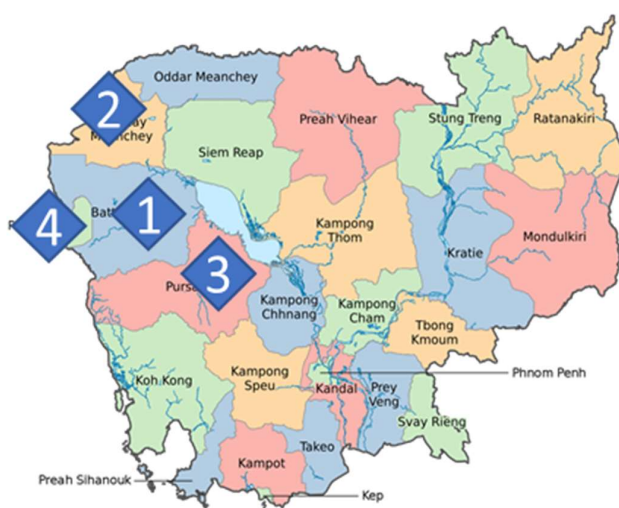 Oddar Meanchey
2
Meanchey
Siem Reap
Preah Vihear
Stung Treng
Ratanakiri
4
1
3
Kampong
Thom
Kratie
Mondulkiri
Kampong
Chhnang
Kampong
Cham
Tbong
Kmoum
Koh Kong
Kampong
Speu
Kandal
Prey
Veng
Phnom Penh
Svay Rieng
Takeo
Kampot
Preah Sihanouk
Kep